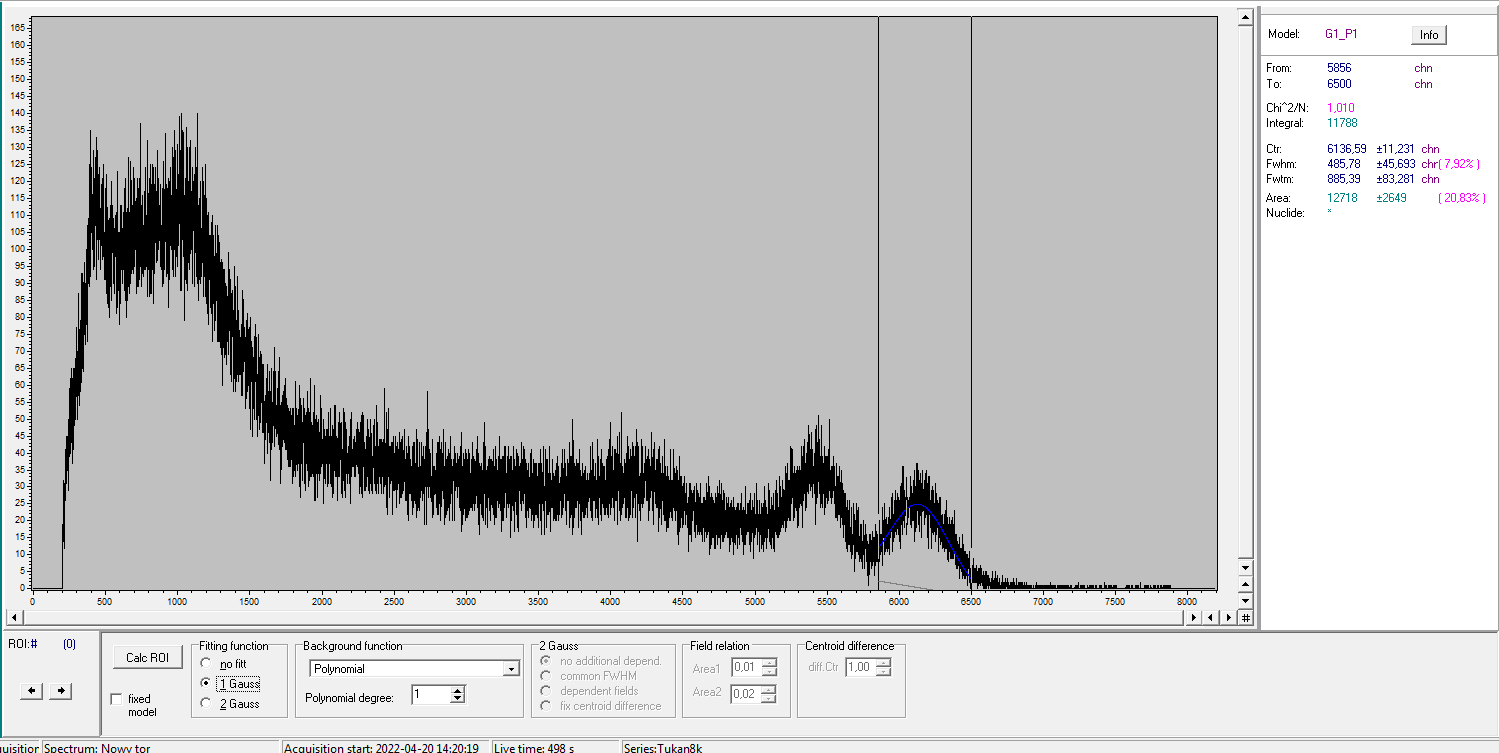 165
160
155
150
145
140
135
130
125
120
115
110
105
100
95
90
85
80
75
70
65
60
55
50
45
40
35
30
25
20
15
10
5
0
0 500 1000 1500 2000 2500 3000 3500 4000 4500 5000 5500 6000 6500 7000 7500 8000
Model: G1_P1 Info
From: 5856 chn
To: 6500 chn
Chi^2/N: 1,010
Integral: 11788
Ctr: 6136,59 ±11,231 chn
Fwhm: 485,78 ±45,693 chr( 7,92% )
Fwtm: 885,39 ±83,281 chn
Area: 12718 ±2649 ( 20,83% )
Nuclide: *
ROI:# (0)
Calc ROI
fixed
model
Fitting function
no fitt
1 Gauss
2 Gauss
Background function
Polynomial
Polynomial degree: 1
2 Gauss
no additional depend.
common FWHM
dependent fields
fix centroid difference
Field relation
Area1 0,01
Area2 0,02
Centroid difference
diff.Ctr 1,00
quisition Spectrum: Nowy tor Acquisition start: 2022-04-20 14:20:19 Live time: 498 s Series:Tukan8k